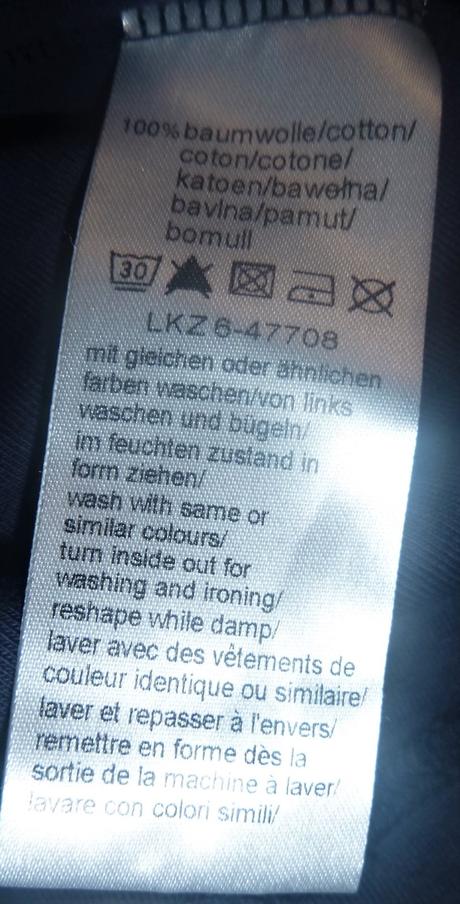 100% baumwolle/cotton/
coton/cotone/
katoen/bawełna/
bavlna/pamut/
bomull
30
LKZ 6-47708
mit gleichen oder ähnlichen
farben waschen/von links
waschen und bügeln/
im feuchten zustand in
form ziehen/
wash with same or
similar colours/
turn inside out for
washing and ironing/
reshape while damp/
laver avec des vêtements de
couleur identique ou similaire/
laver et repasser à l'envers/
remettre en forme dès la
sortie de la machine à laver/
lavare con colori simili/